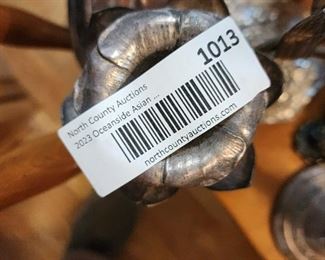 North County Auctions
2023 Oceanside Asian ...
1013
northcountyauctions.com